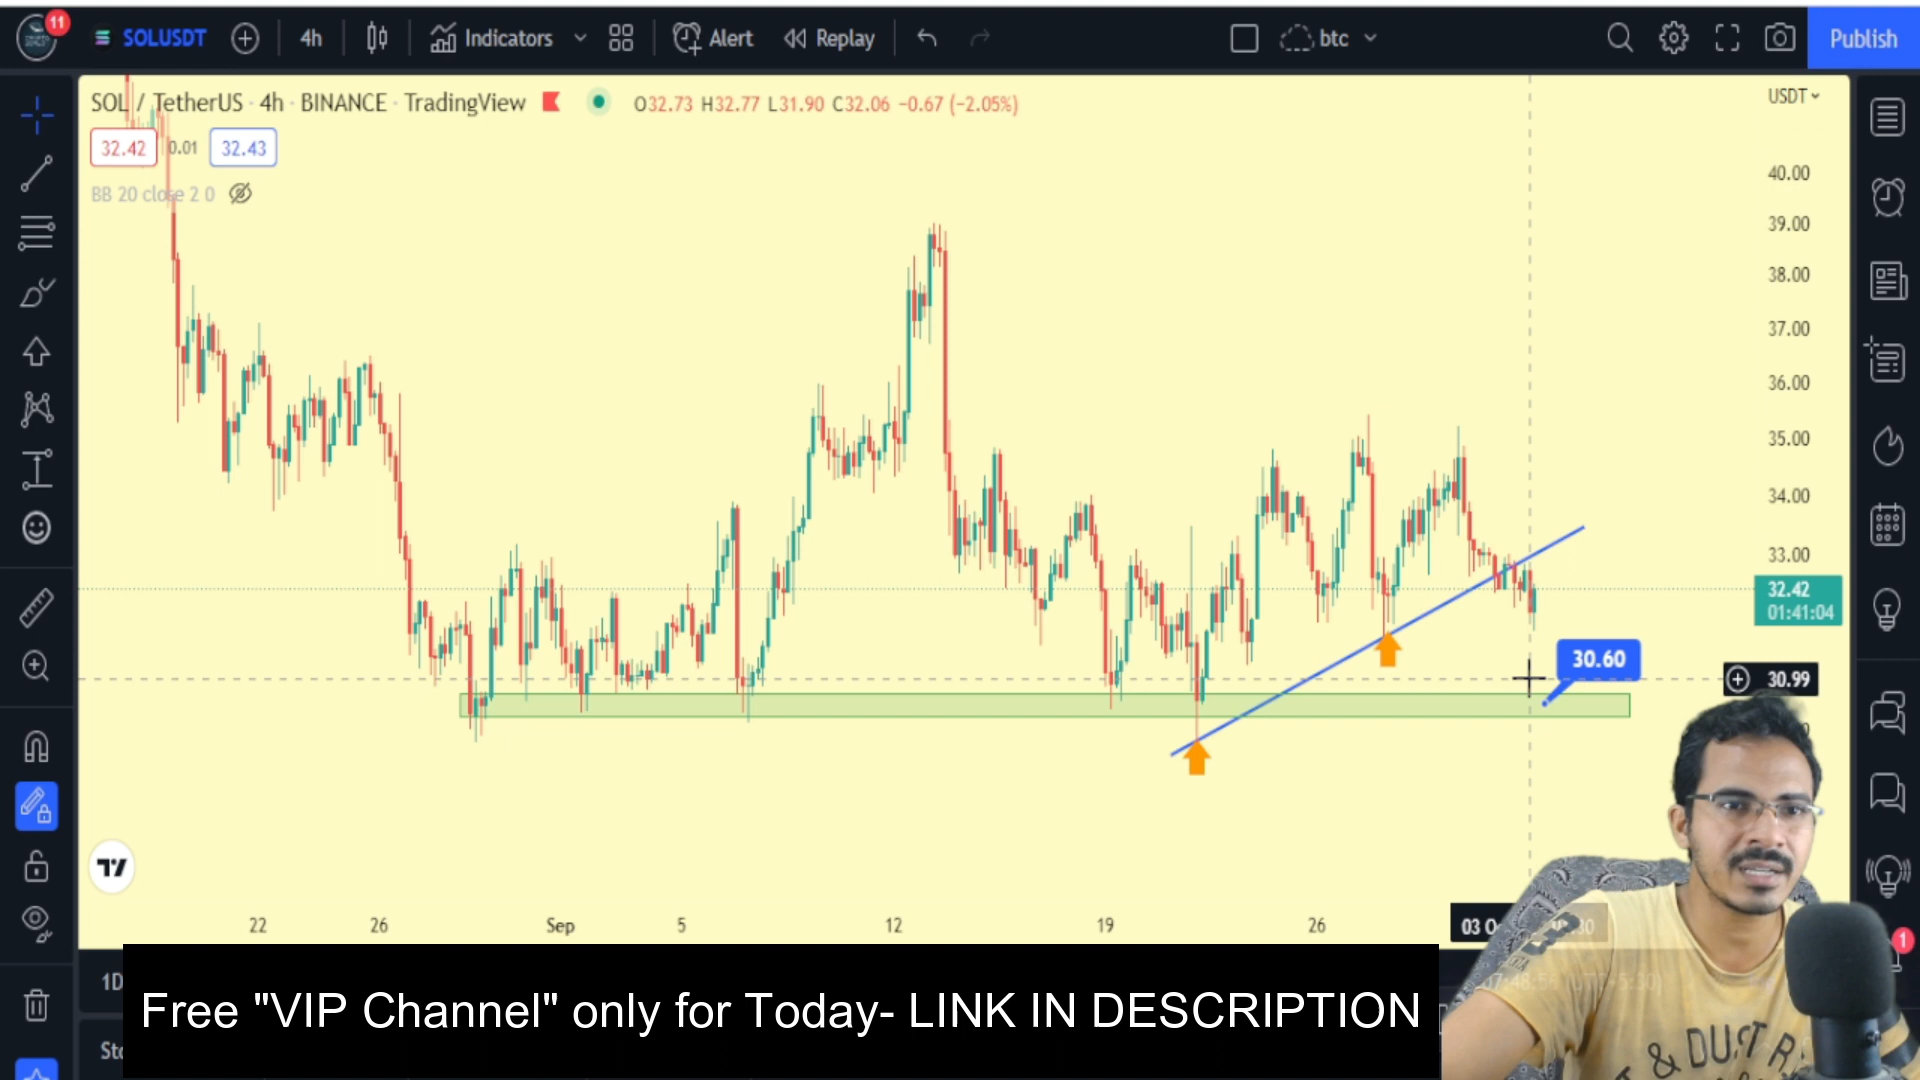 11
SOLUSDT
4h
Indicators
Alert
Replay
btc
Publish
SOL / TetherUS · 4h · BINANCE · TradingView
O32.73 H32.77 L31.90 C32.06 −0.67 (−2.05%)
USDT
32.42
0.01
32.43
BB 20 close 2 0
40.00
39.00
38.00
37.00
36.00
35.00
34.00
33.00
32.42
01:41:04
30.60
30.99
22
26
Sep
5
12
19
26
03
1
1D
Free "VIP Channel" only for Today- LINK IN DESCRIPTION
& DUST